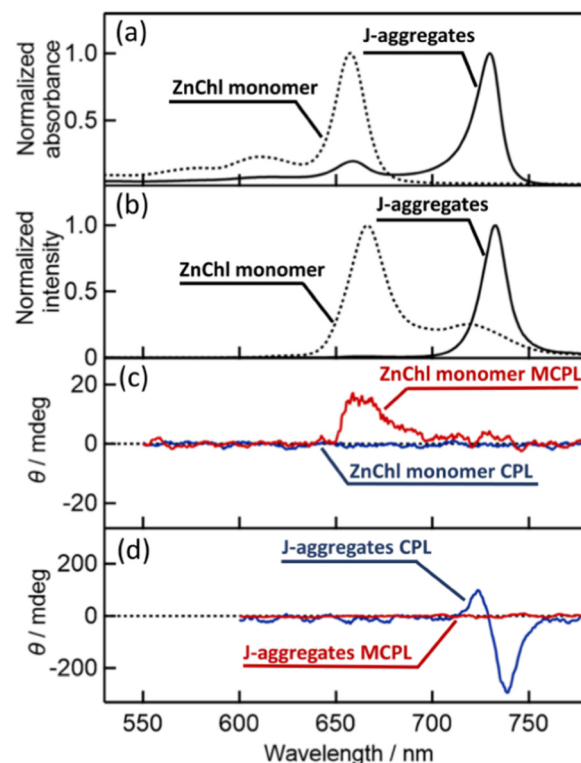 (a)
J-aggregates
ZnChl monomer
Normalized
absorbance
1.0
0.5
(b)
J-aggregates
ZnChl monomer
Normalized
intensity
1.0
0.5
0
(c)
ZnChl monomer MCPL
ZnChl monomer CPL
θ / mdeg
20
0
-20
(d)
J-aggregates CPL
J-aggregates MCPL
θ / mdeg
200
0
-200
550 600 650 700 750
Wavelength / nm